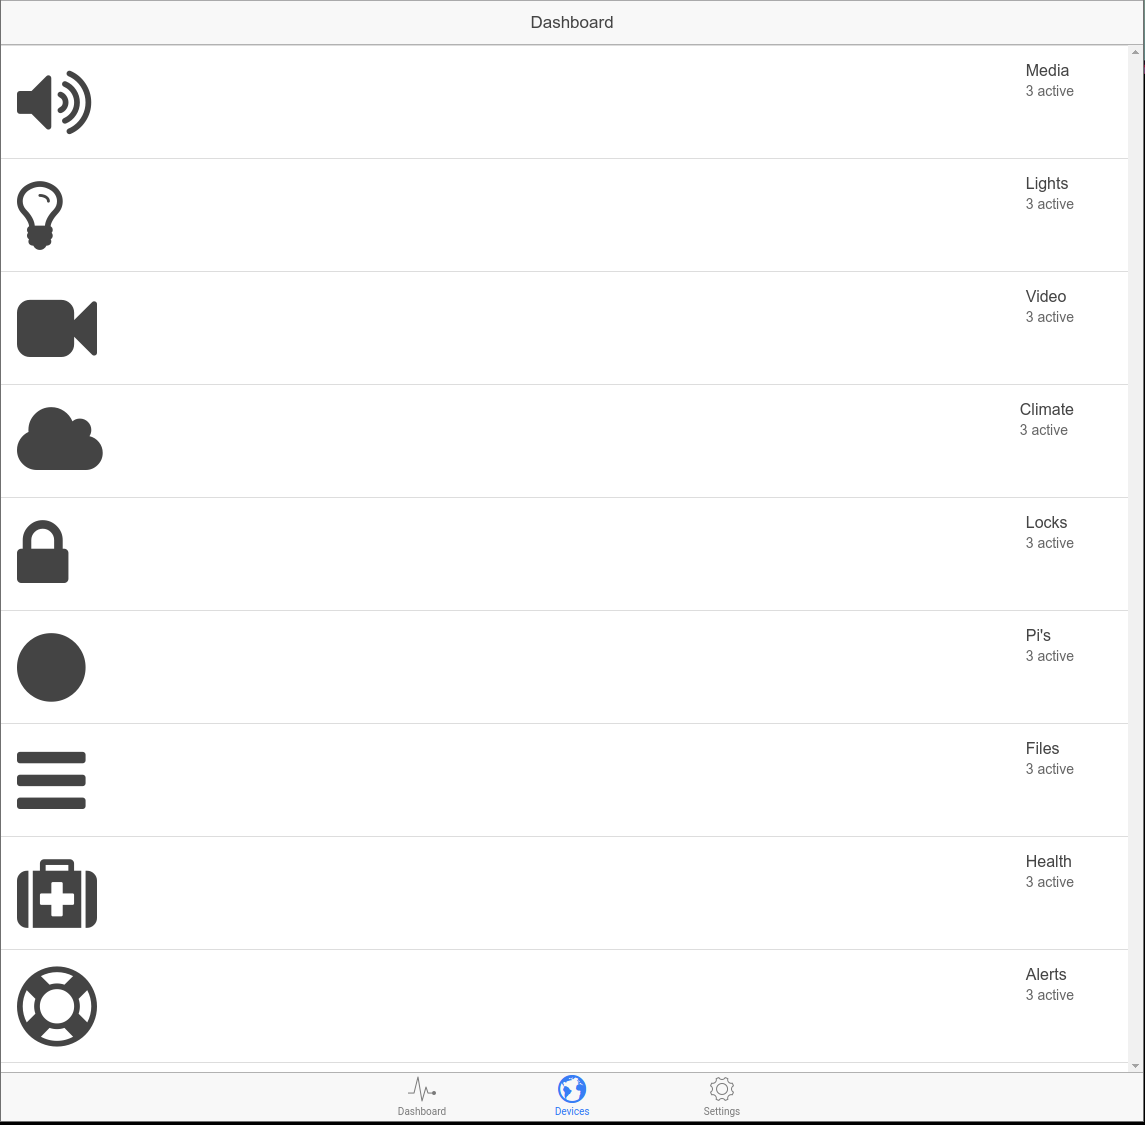 Dashboard
Media
3 active
Lights
3 active
Video
3 active
Climate
3 active
Locks
3 active
Pi's
3 active
Files
3 active
Health
3 active
Alerts
3 active
Dashboard
Devices
Settings